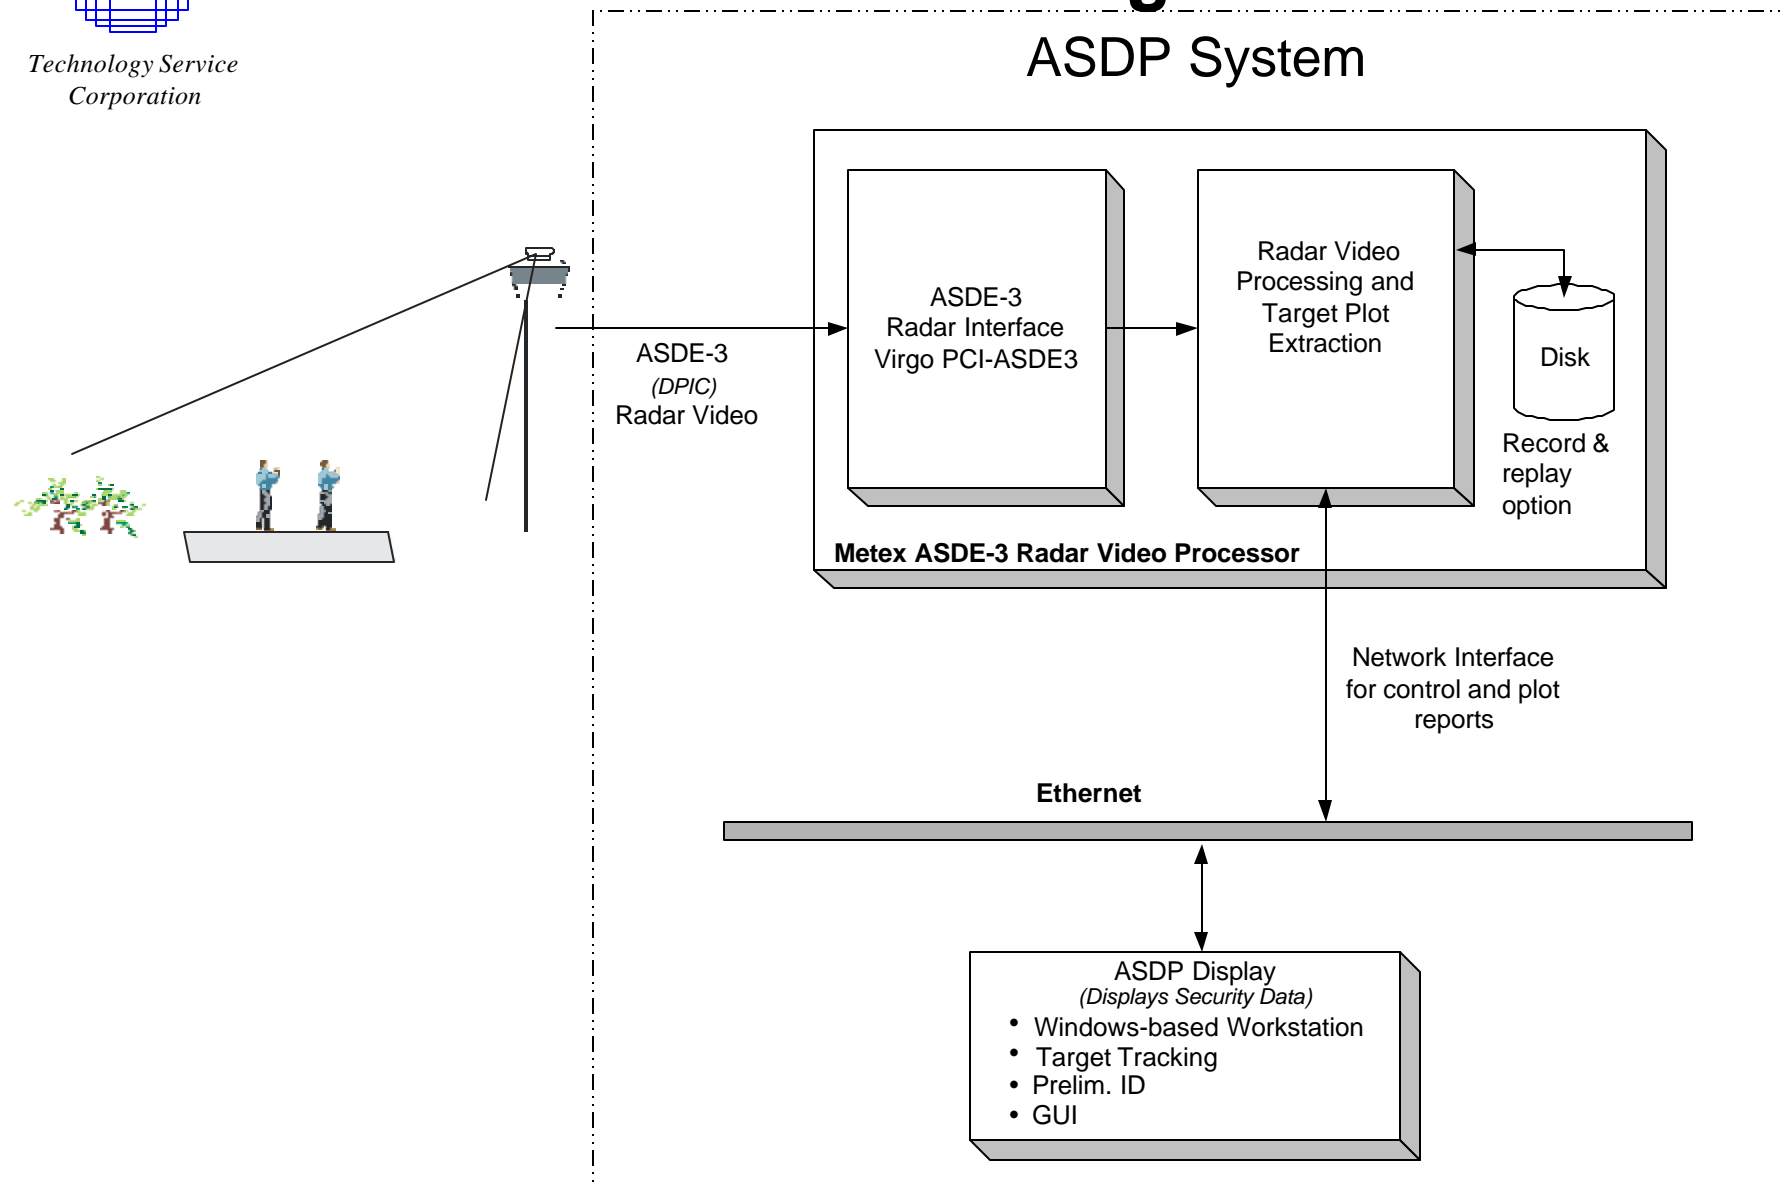 Technology Service
Corporation
ASDP System
ASDE-3
(DPIC)
Radar Video
ASDE-3
Radar Interface
Virgo PCI-ASDE3
Radar Video
Processing and
Target Plot
Extraction
Disk
Record &
replay
option
Metex ASDE-3 Radar Video Processor
Network Interface
for control and plot
reports
Ethernet
ASDP Display
(Displays Security Data)
• Windows-based Workstation
• Target Tracking
• Prelim. ID
• GUI